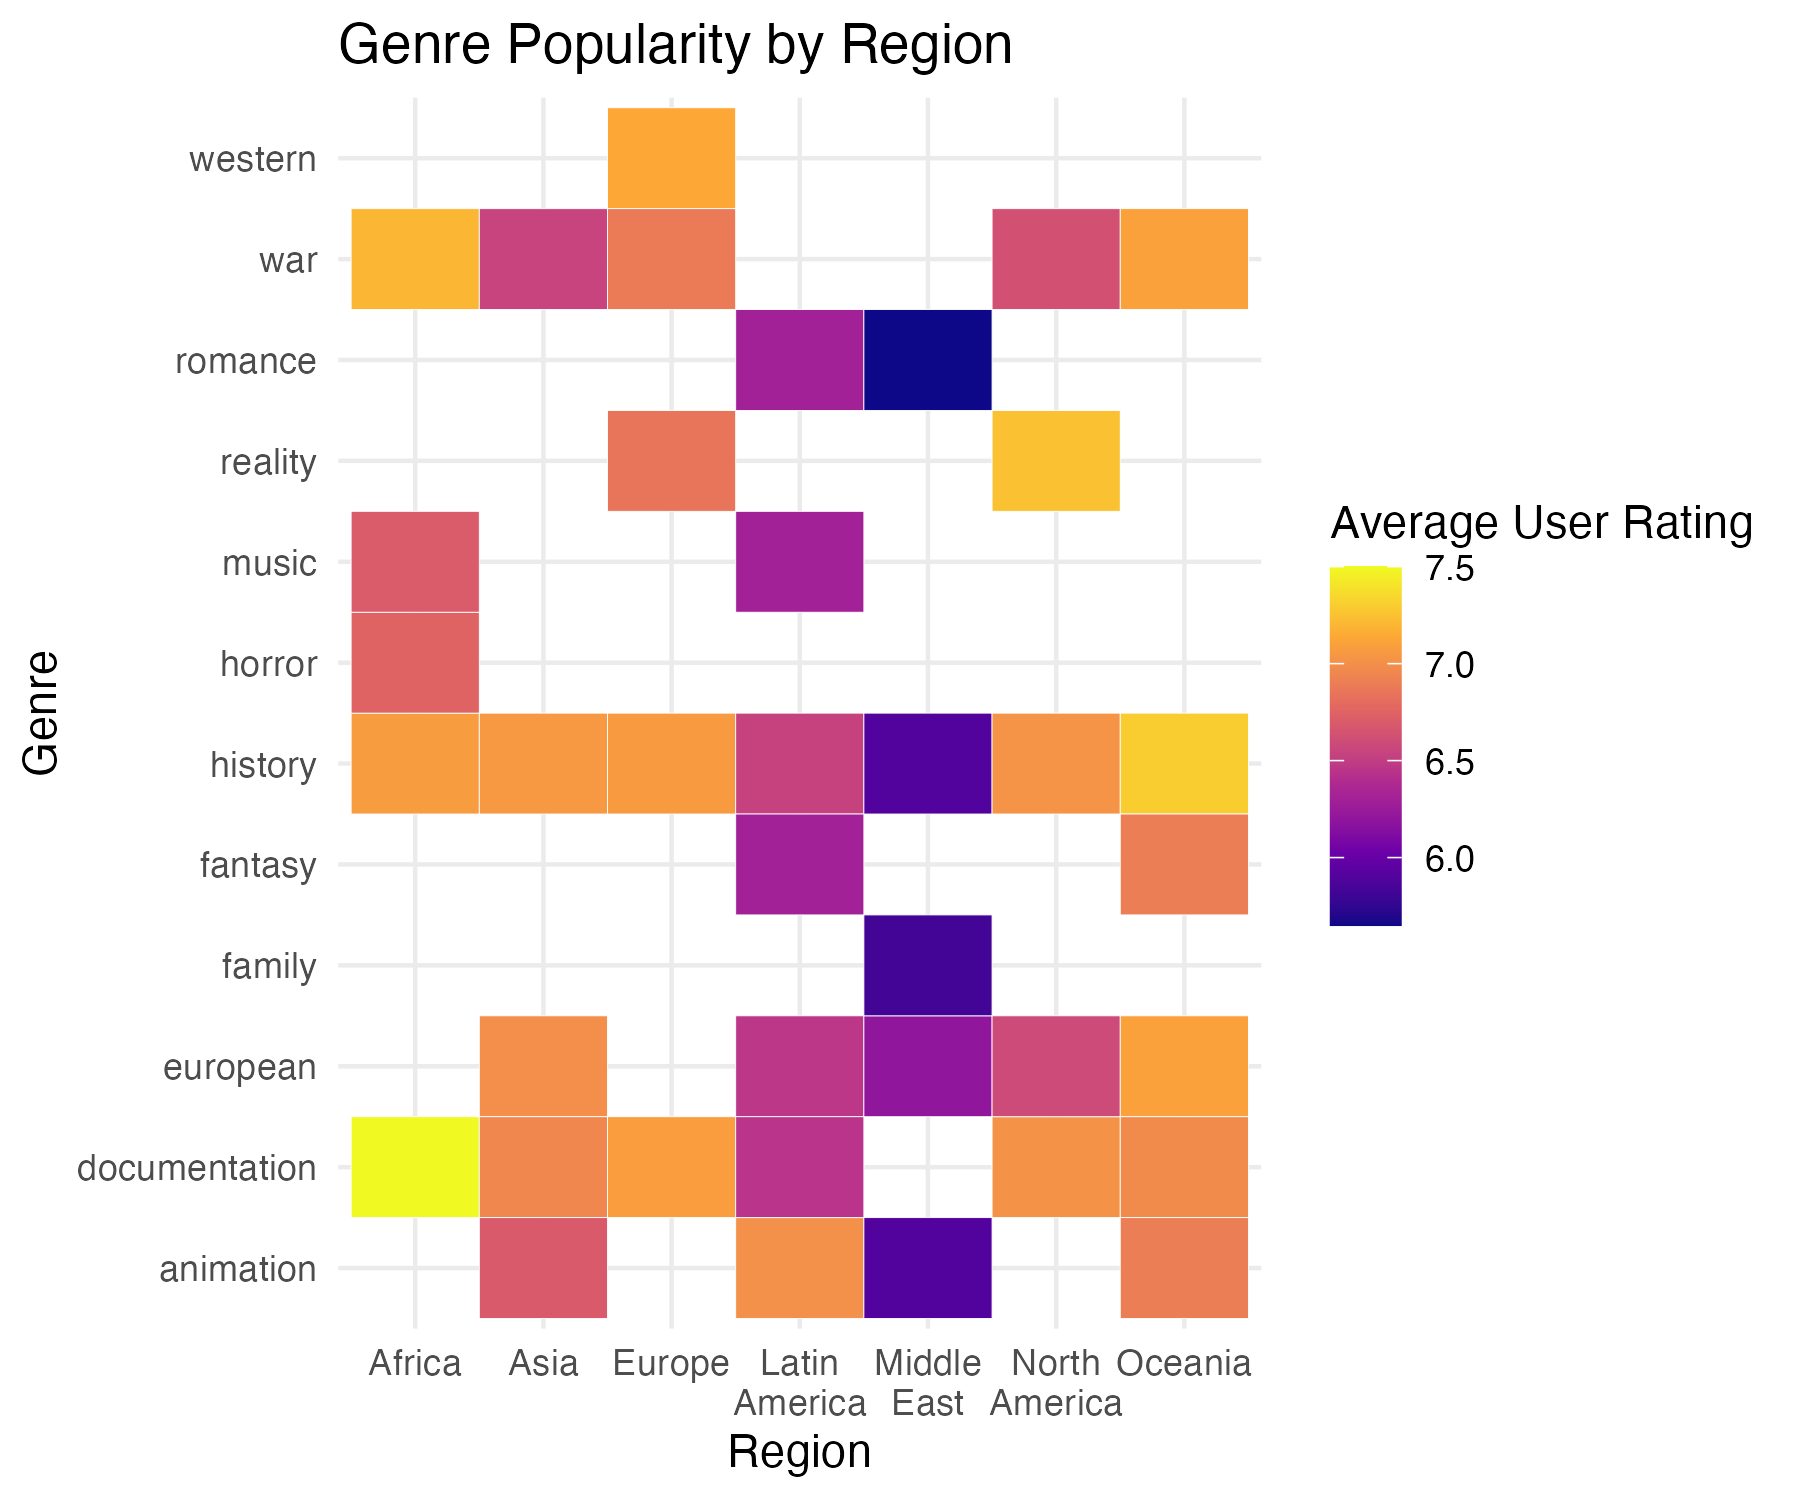 Genre Popularity by Region
western
war
romance
reality
music
horror
history
fantasy
family
european
documentation
animation
Genre
Africa
Asia
Europe
Latin
America
Middle
East
North
America
Oceania
Region
Average User Rating
7.5
7.0
6.5
6.0